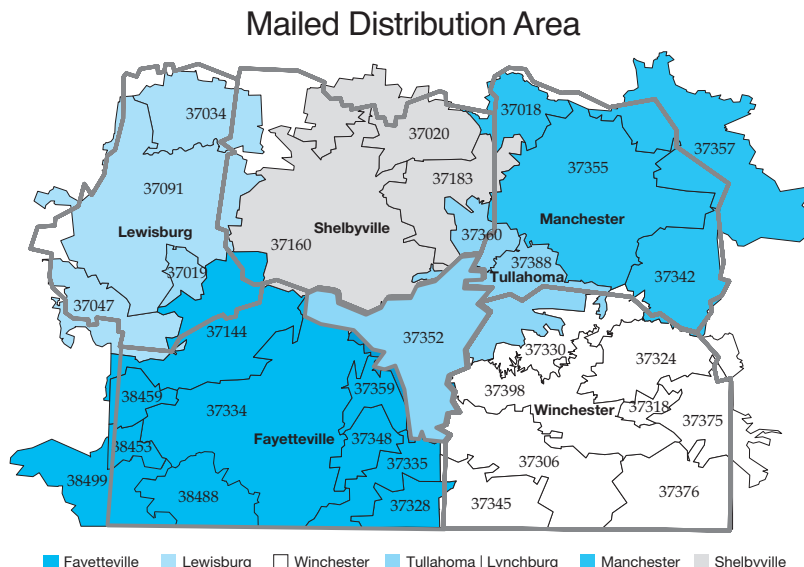 Mailed Distribution Area
37034
37018
37020
37357
37355
37091
37183
Lewisburg
Shelbyville
Manchester
37160
37360
37388
37019
Tullahoma
37342
37047
37144
37352
37330
37324
37359
38459
37398
37334
37318
Winchester
37375
38453
Fayetteville
37348
37335
37306
38499
38488
37328
37345
37376
Fayetteville
Lewisburg
Winchester
Tullahoma | Lynchburg
Manchester
Shelbyville